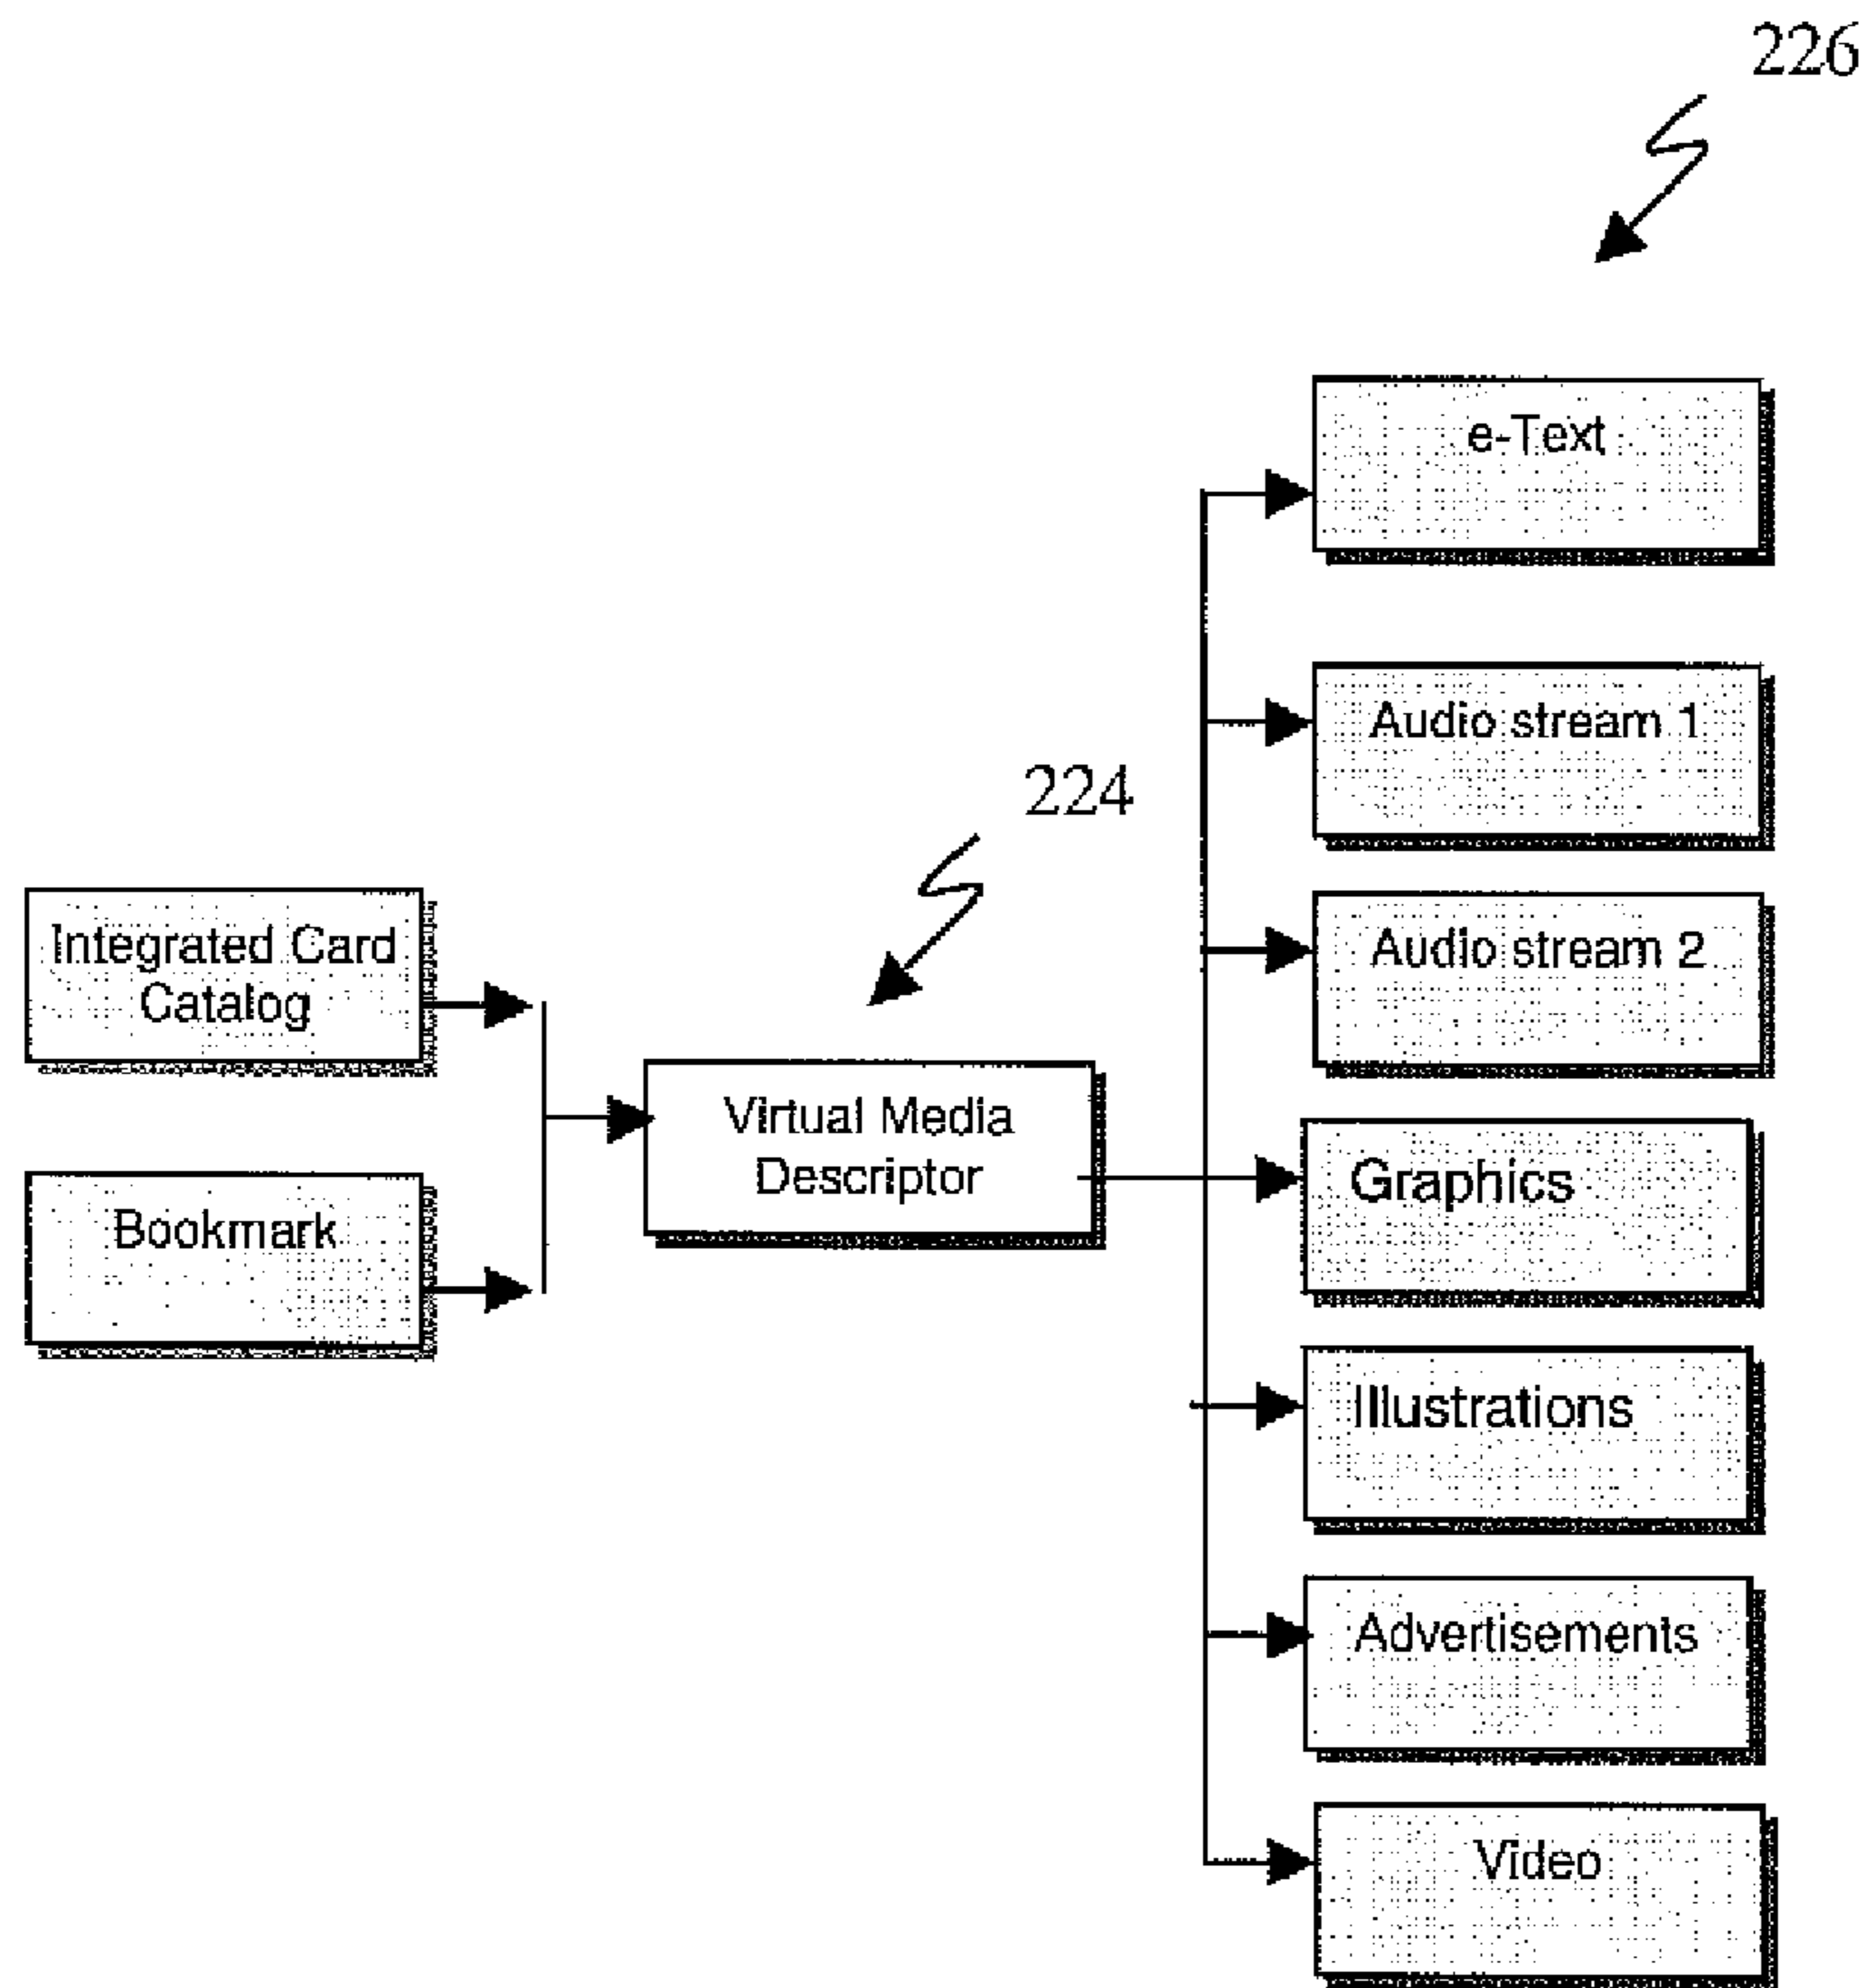 226
e-Text
Audio stream 1
224
Integrated Card
Catalog
Audio stream 2
Virtual Media
Descriptor
Graphics
Bookmark
Illustrations
Advertisements
Video